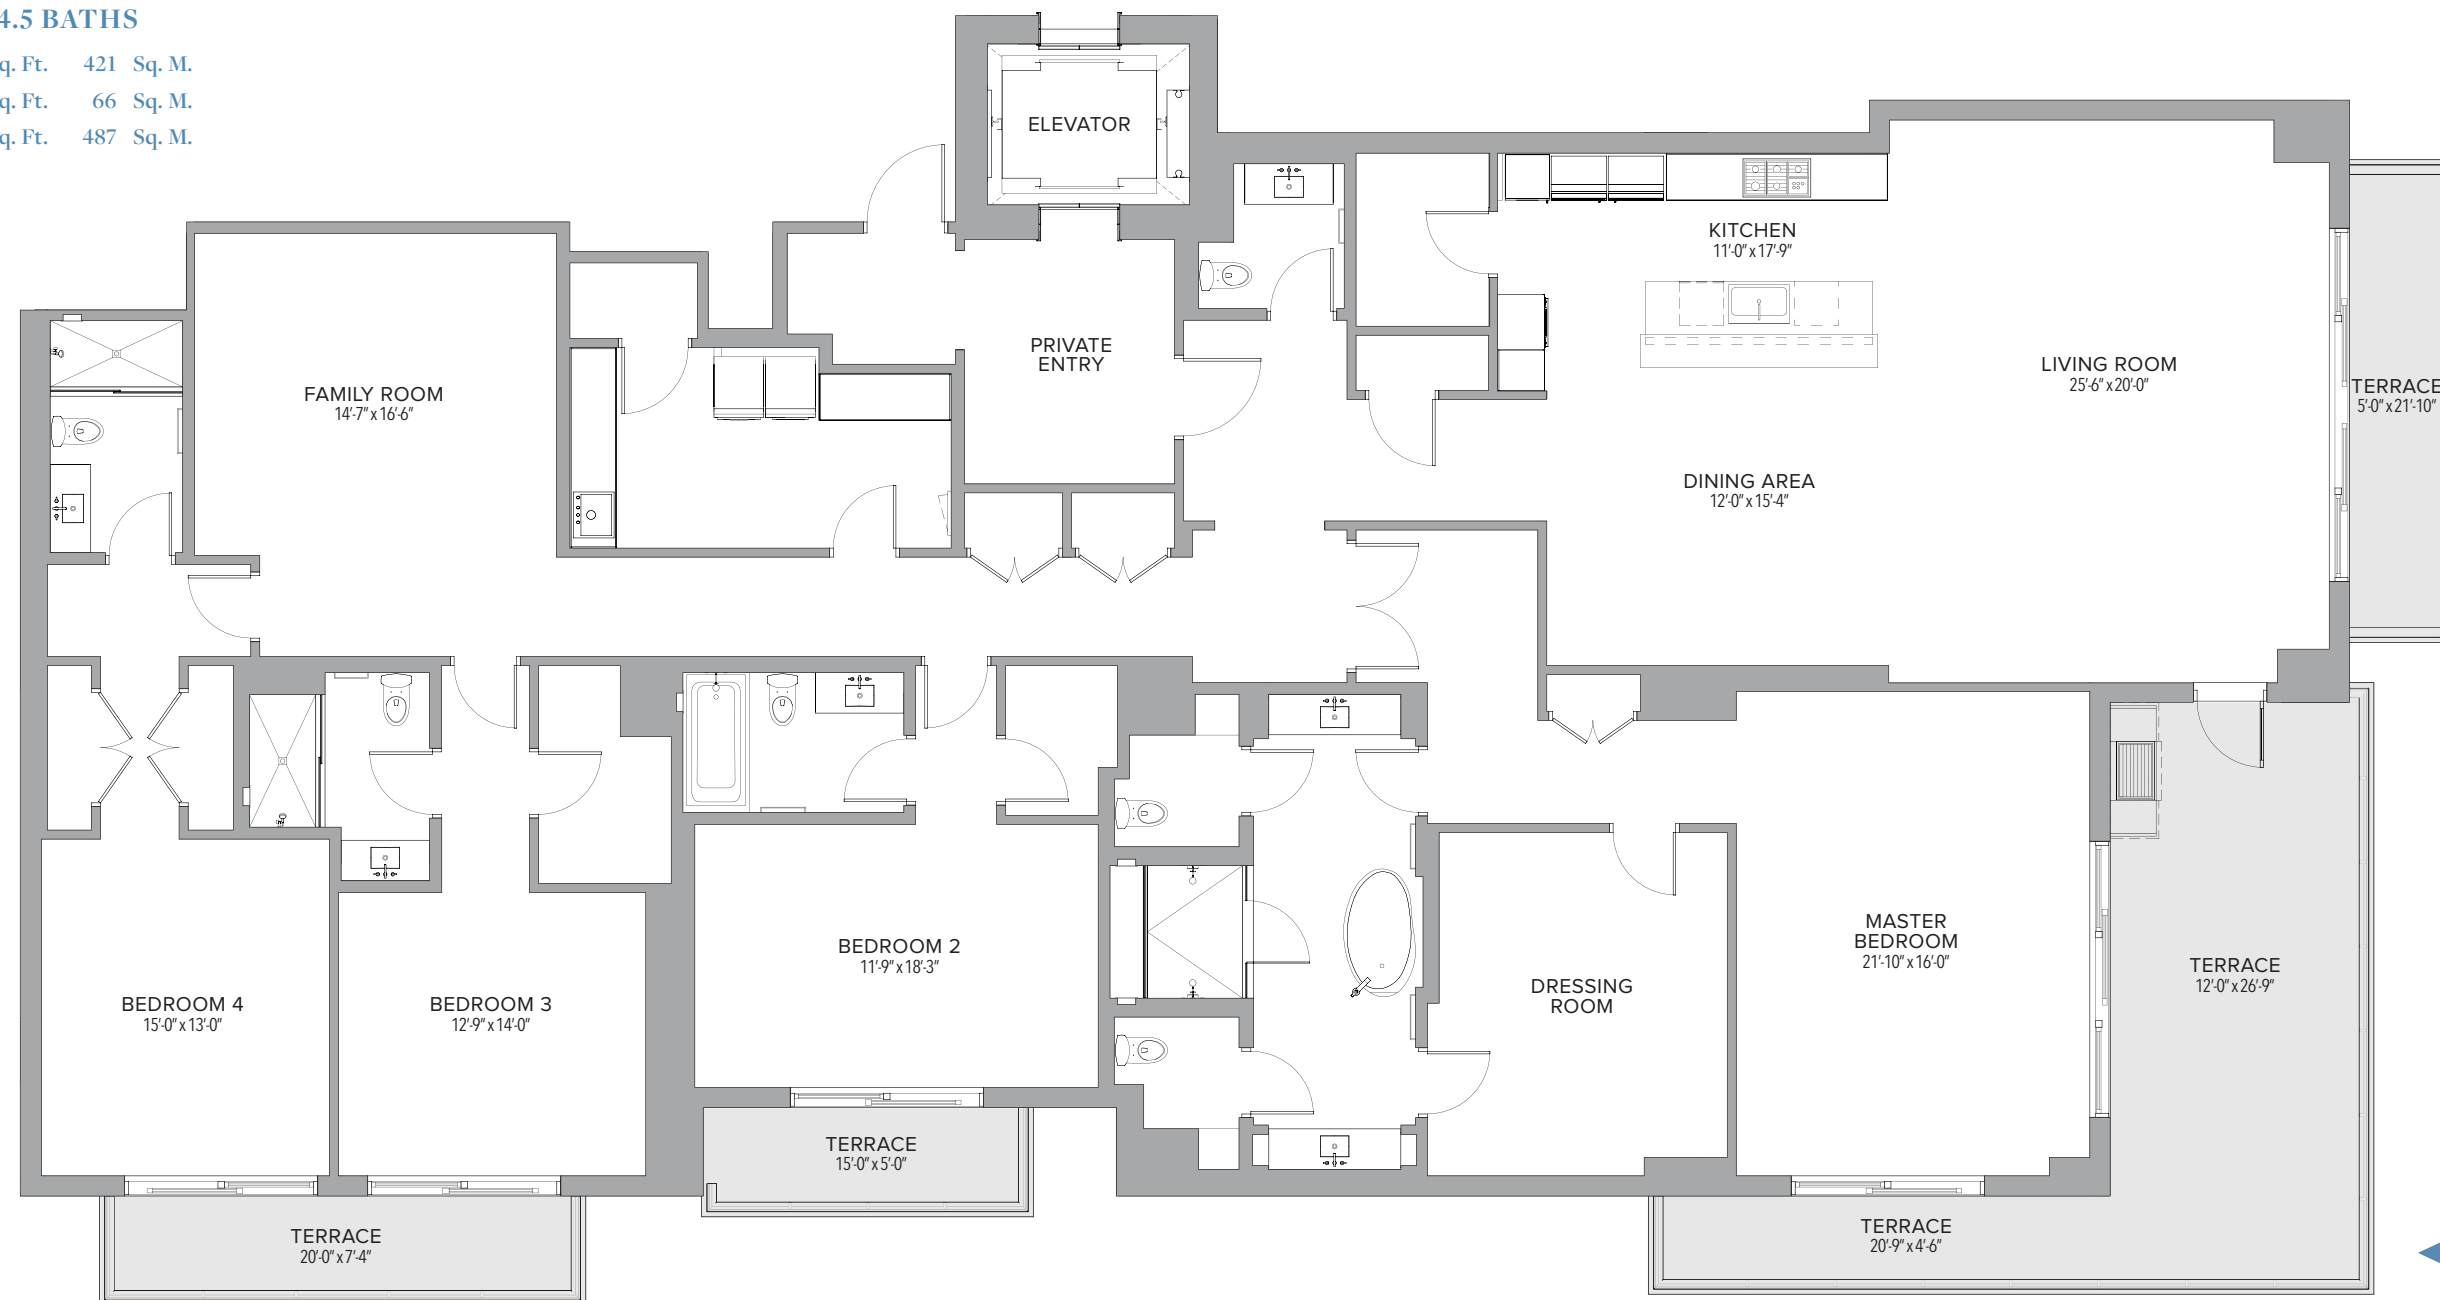 4.5 BATHS
q. Ft. 421 Sq. M.
q. Ft. 66 Sq. M.
q. Ft. 487 Sq. M.
ELEVATOR
KITCHEN
11'-0" x 17'-9"
PRIVATE
ENTRY
LIVING ROOM
25'-6" x 20'-0"
TERRACE
5'-0" x 21'-10"
FAMILY ROOM
14'-7" x 16'-6"
DINING AREA
12'-0" x 15'-4"
MASTER
BEDROOM
21'-10" x 16'-0"
BEDROOM 2
11'-9" x 18'-3"
TERRACE
12'-0" x 26'-9"
DRESSING
ROOM
BEDROOM 4
15'-0" x 13'-0"
BEDROOM 3
12'-9" x 14'-0"
TERRACE
15'-0" x 5'-0"
TERRACE
20'-0" x 7'-4"
TERRACE
20'-9" x 4'-6"